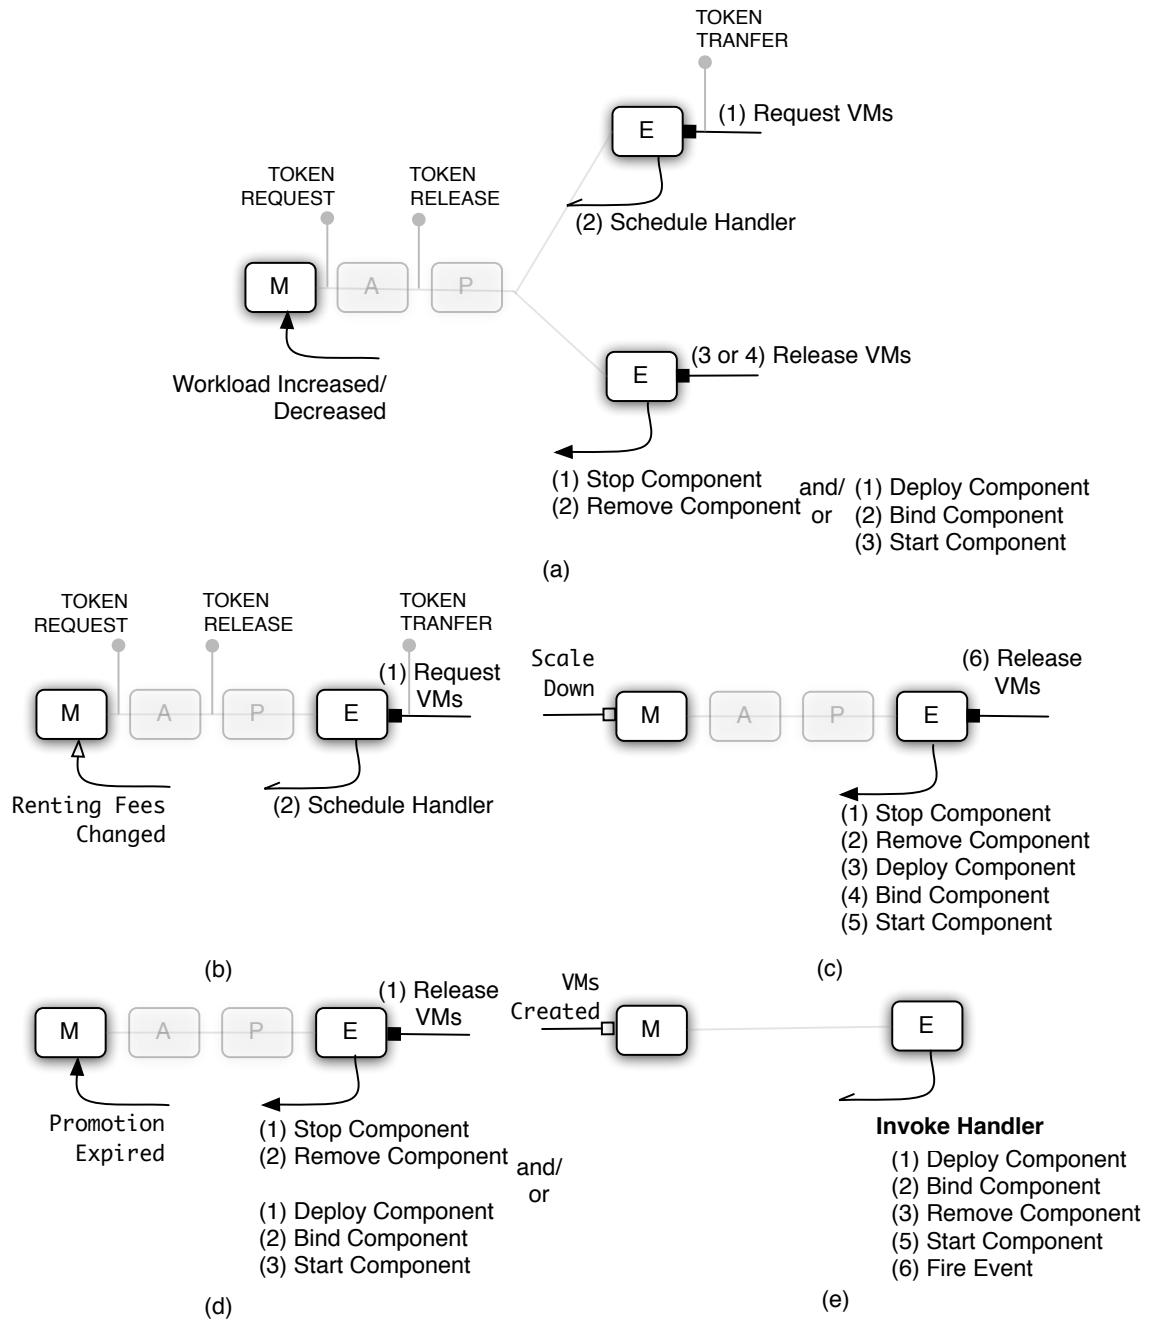 TOKEN
TRANFER
(1) Request VMs
E
(2) Schedule Handler
TOKEN
REQUEST
TOKEN
RELEASE
M
A
P
Workload Increased/
Decreased
E
(3 or 4) Release VMs
(1) Stop Component
(2) Remove Component
and/
or
(1) Deploy Component
(2) Bind Component
(3) Start Component
(a)
TOKEN
REQUEST
TOKEN
RELEASE
TOKEN
TRANFER
(1) Request
VMs
M
A
P
E
Renting Fees
Changed
(2) Schedule Handler
(b)
Scale
Down
(6) Release
VMs
M
A
P
E
(1) Stop Component
(2) Remove Component
(3) Deploy Component
(4) Bind Component
(5) Start Component
(c)
(1) Release
VMs
M
A
P
E
Promotion
Expired
(1) Stop Component
(2) Remove Component
and/
or
(1) Deploy Component
(2) Bind Component
(3) Start Component
(d)
VMs
Created
M
E
Invoke Handler
(1) Deploy Component
(2) Bind Component
(3) Remove Component
(5) Start Component
(6) Fire Event
(e)